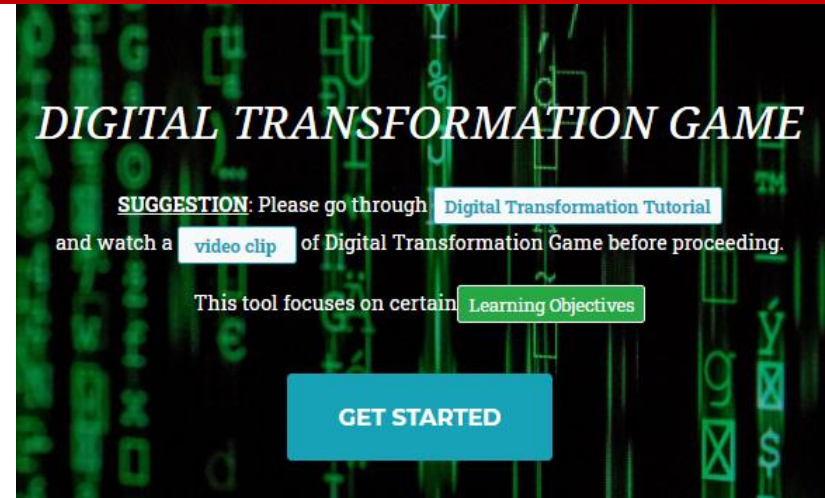 DIGITAL TRANSFORMATION GAME
SUGGESTION: Please go through Digital Transformation Tutorial
and watch a video clip of Digital Transformation Game before proceeding.
This tool focuses on certain Learning Objectives
GET STARTED